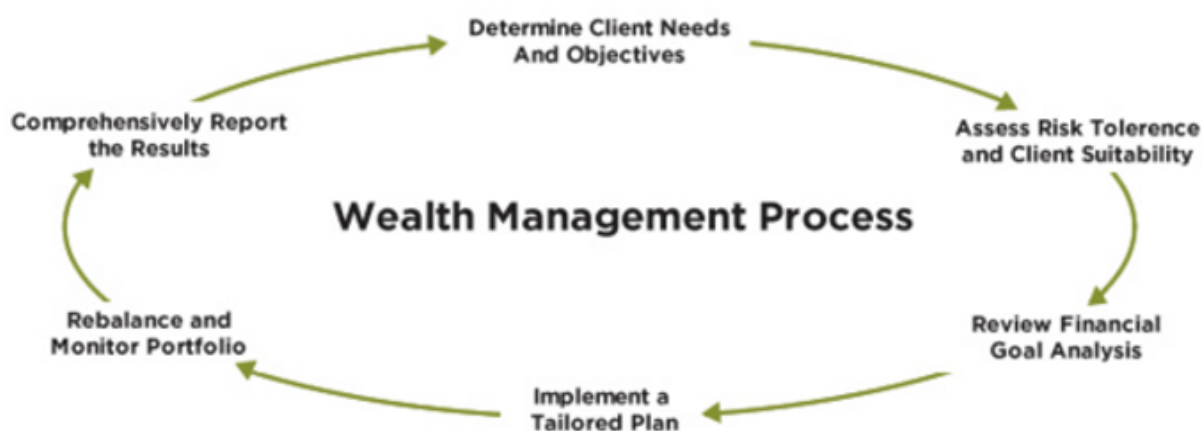 Determine Client Needs
And Objectives
Assess Risk Tolerence
and Client Suitability
Review Financial
Goal Analysis
Implement a
Tailored Plan
Rebalance and
Monitor Portfolio
Comprehensively Report
the Results
Wealth Management Process